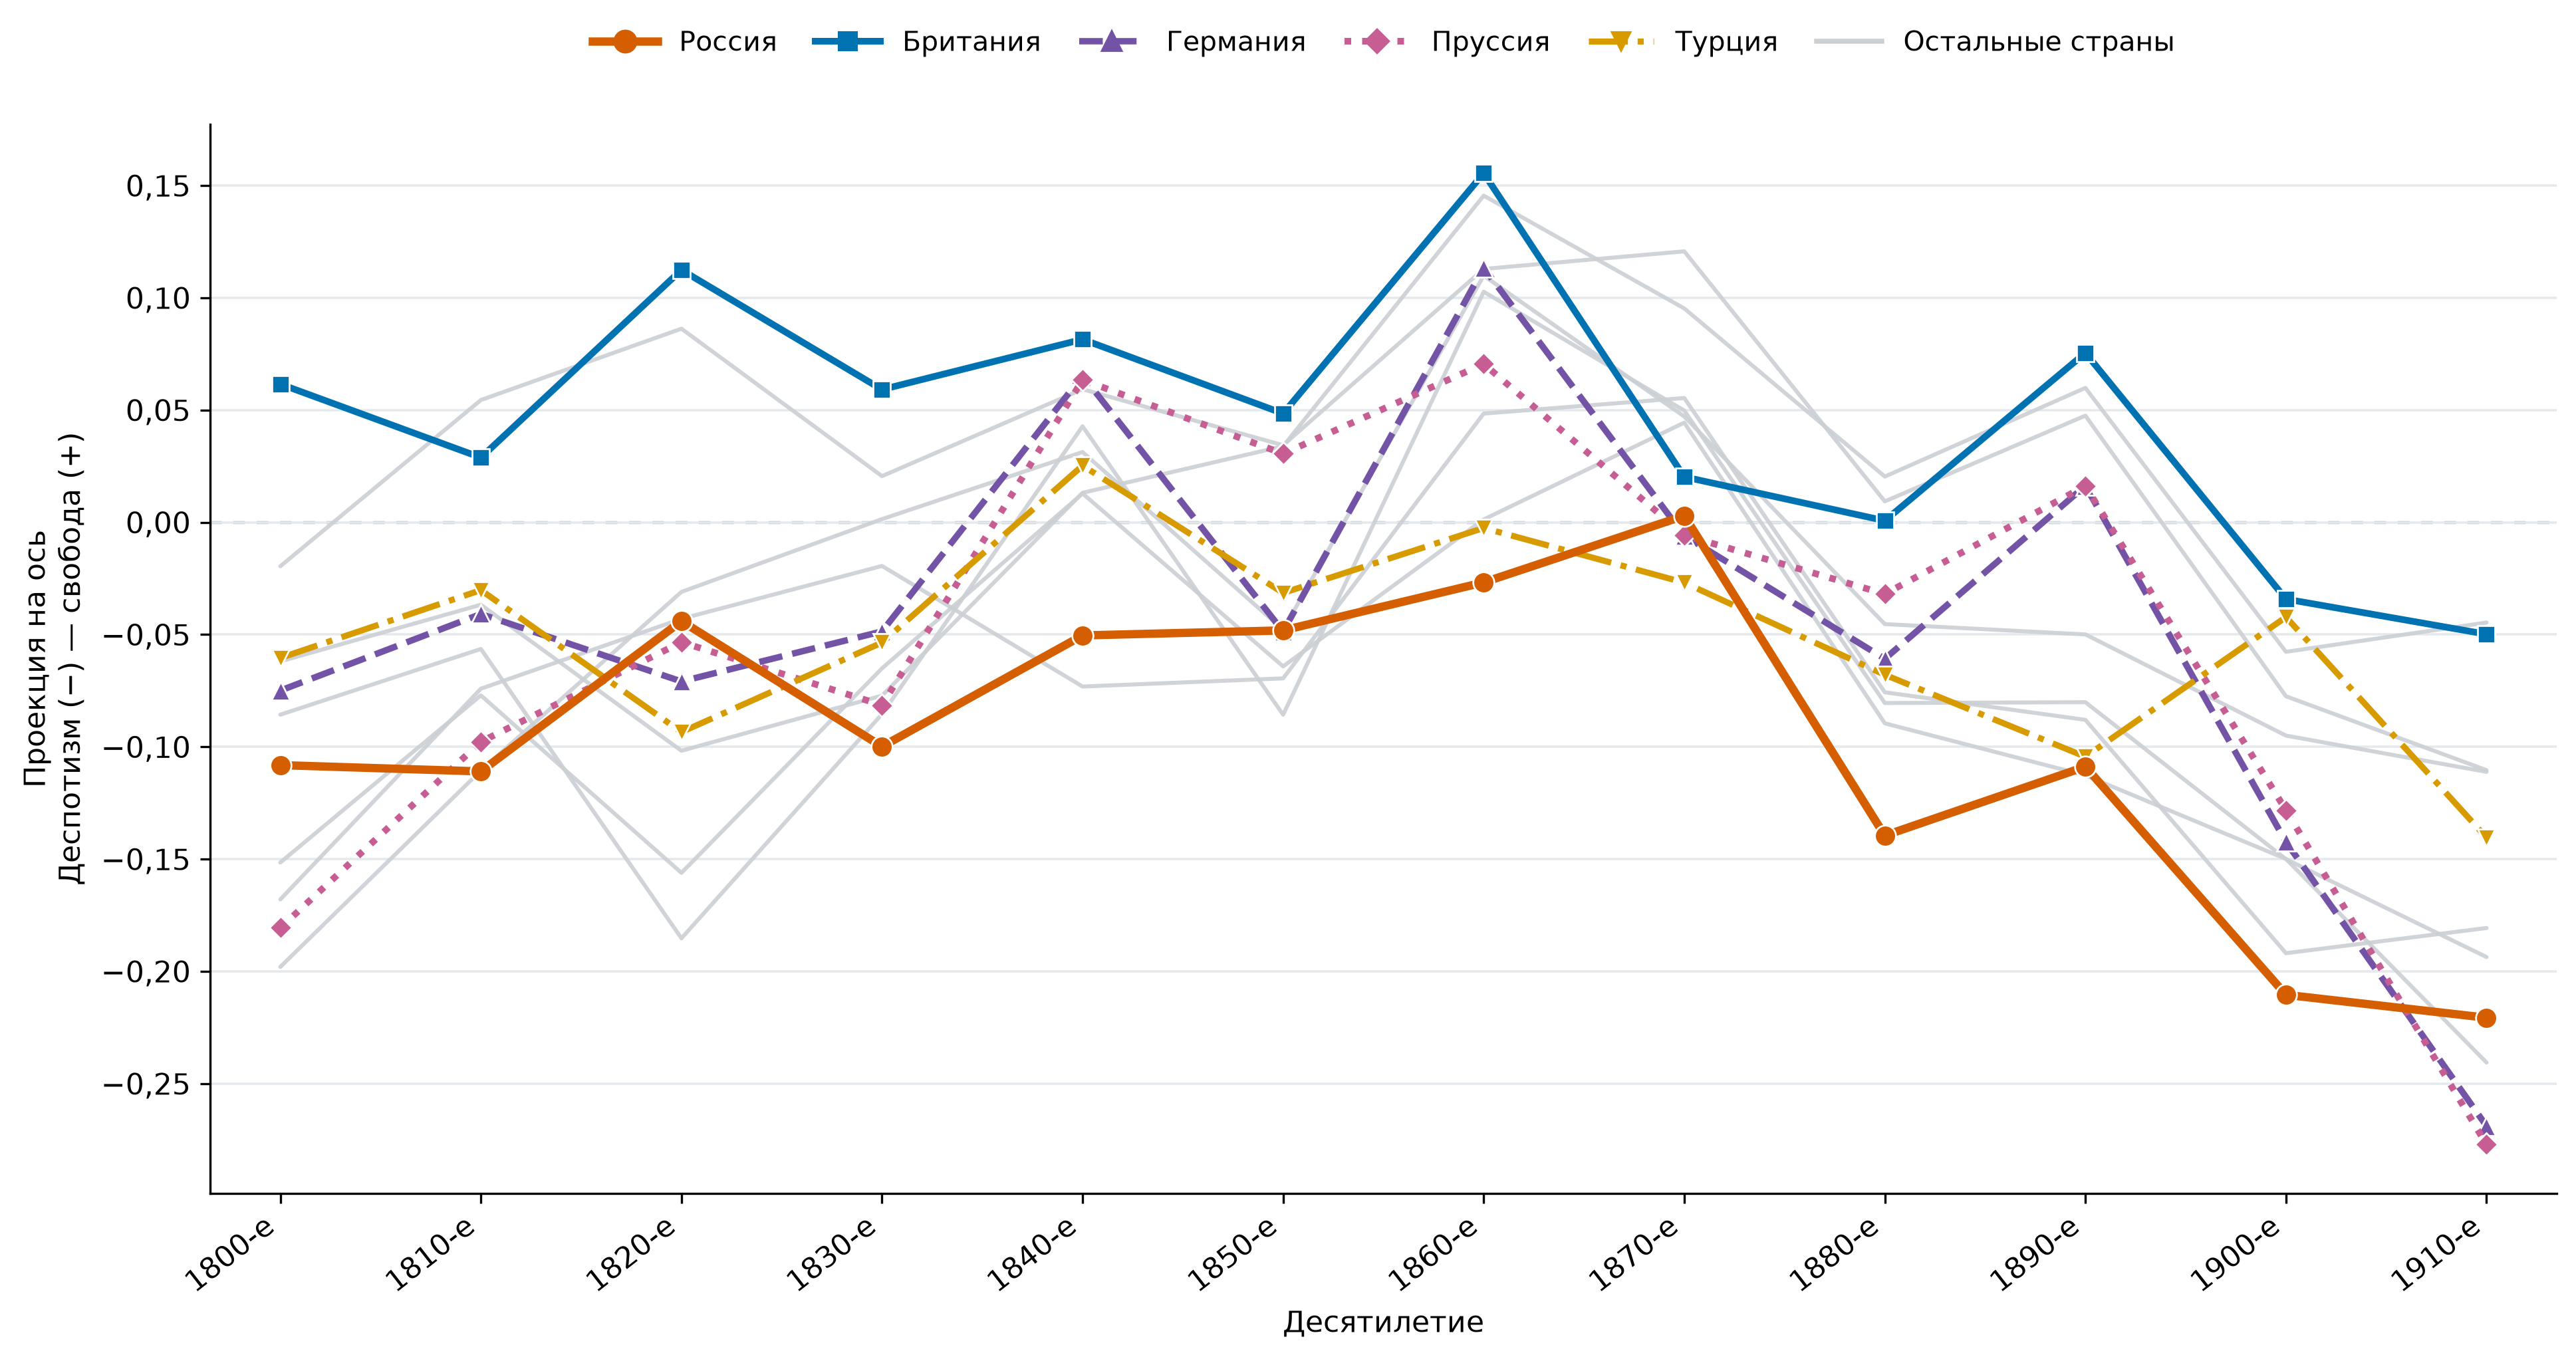 Россия Британия Германия Пруссия Турция Остальные страны
Проекция на ось
Деспотизм (−) — свобода (+)
0,15
0,10
0,05
0,00
−0,05
−0,10
−0,15
−0,20
−0,25
1800-е 1810-е 1820-е 1830-е 1840-е 1850-е 1860-е 1870-е 1880-е 1890-е 1900-е 1910-е
Десятилетие